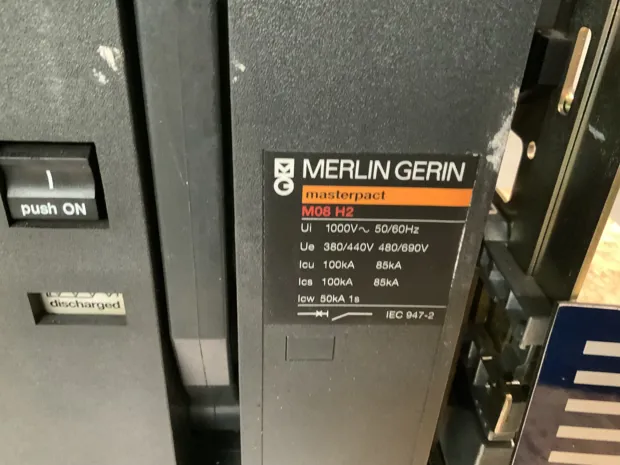 I
push ON
discharged
MG MERLIN GERIN
masterpact
M08 H2
Ui 1000V~ 50/60Hz
Ue 380/440V 480/690V
Icu 100kA 85kA
Ics 100kA 85kA
Icw 50kA 1s
IEC 947-2